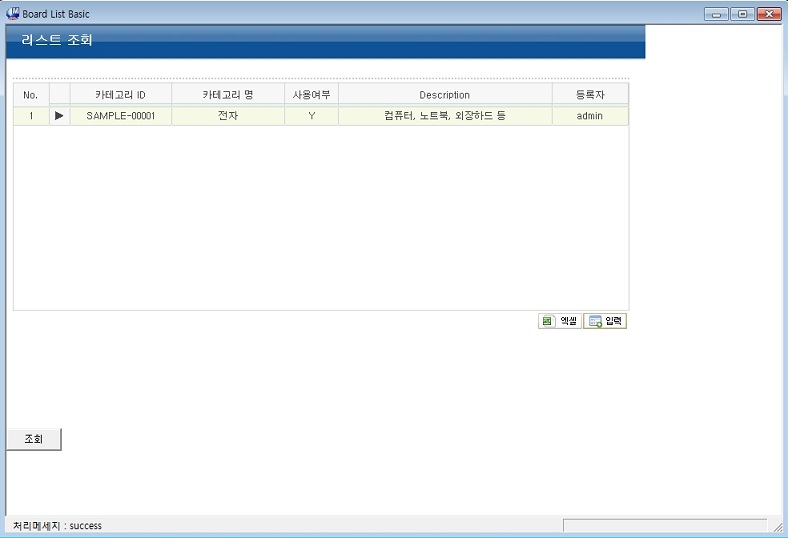 Board List Basic
리스트 조회
No. 카테고리 ID 카테고리 명 사용여부 Description 등록자
1 SAMPLE-00001 전자 Y 컴퓨터, 노트북, 외장하드 등 admin
엑셀 입력
조회
처리메세지 : success